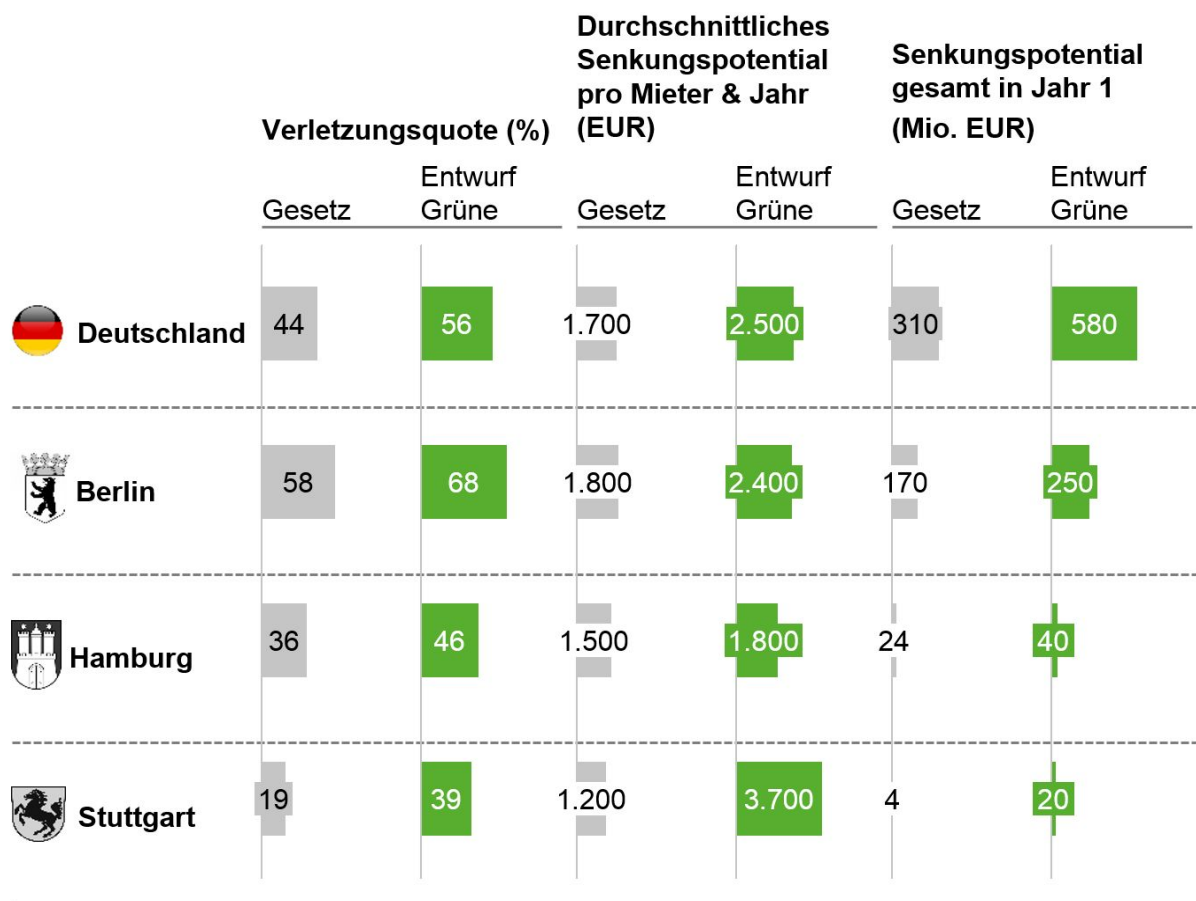 Durchschnittliches
Senkungspotential
pro Mieter & Jahr
(EUR)
Senkungspotential
gesamt in Jahr 1
(Mio. EUR)
Verletzungsquote (%)
Gesetz Entwurf Grüne Gesetz Entwurf Grüne Gesetz Entwurf Grüne
Deutschland 44 56 1.700 2.500 310 580
Berlin 58 68 1.800 2.400 170 250
Hamburg 36 46 1.500 1.800 24 40
Stuttgart 19 39 1.200 3.700 4 20